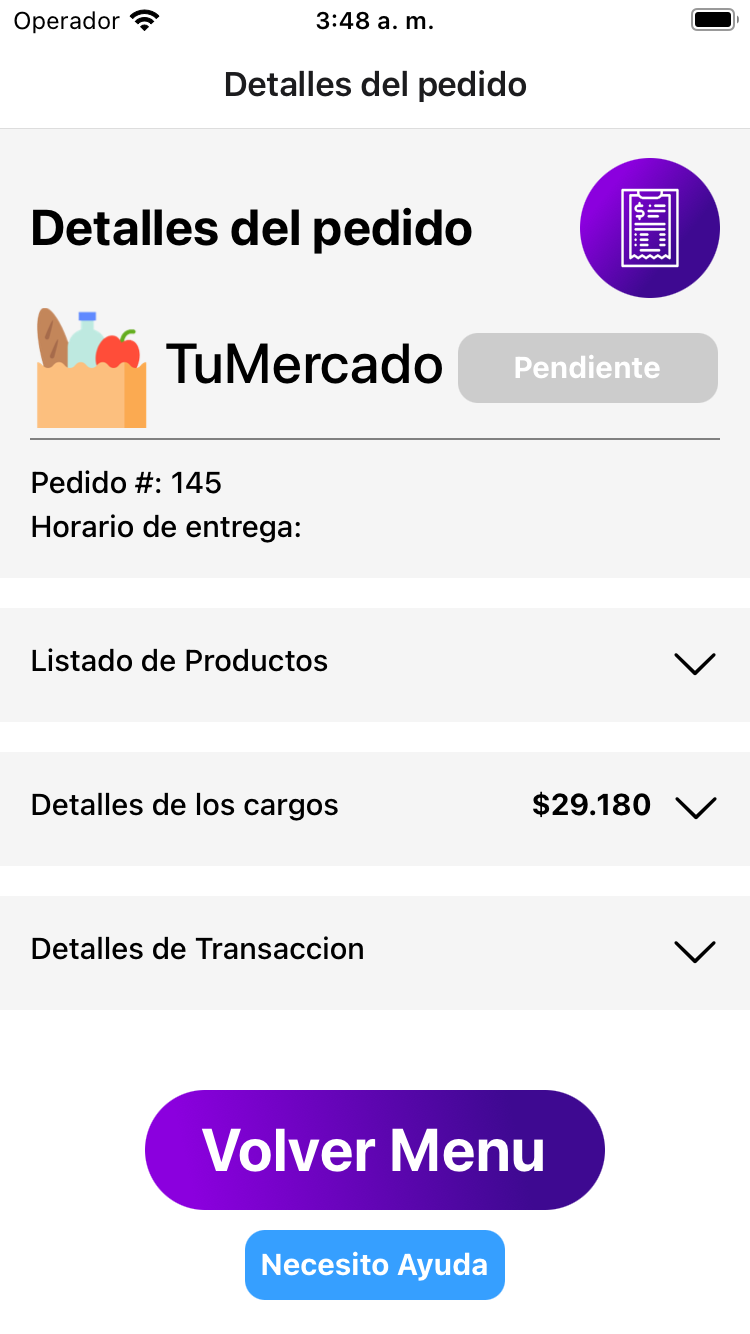 Operador 3:48 a. m.
Detalles del pedido
Detalles del pedido
$
TuMercado Pendiente
Pedido #: 145
Horario de entrega:
Listado de Productos
Detalles de los cargos $29.180
Detalles de Transaccion
Volver Menu
Necesito Ayuda